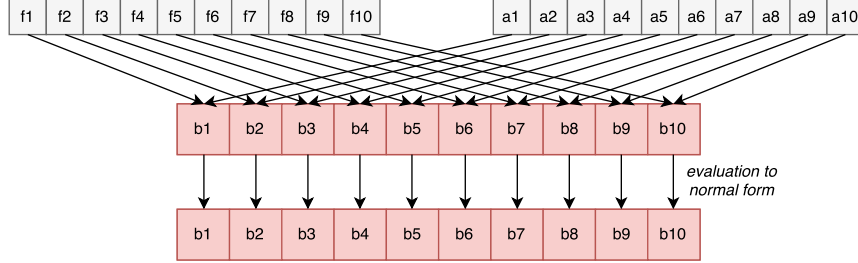 f1 f2 f3 f4 f5 f6 f7 f8 f9 f10 a1 a2 a3 a4 a5 a6 a7 a8 a9 a10
b1 b2 b3 b4 b5 b6 b7 b8 b9 b10
evaluation to
normal form
b1 b2 b3 b4 b5 b6 b7 b8 b9 b10